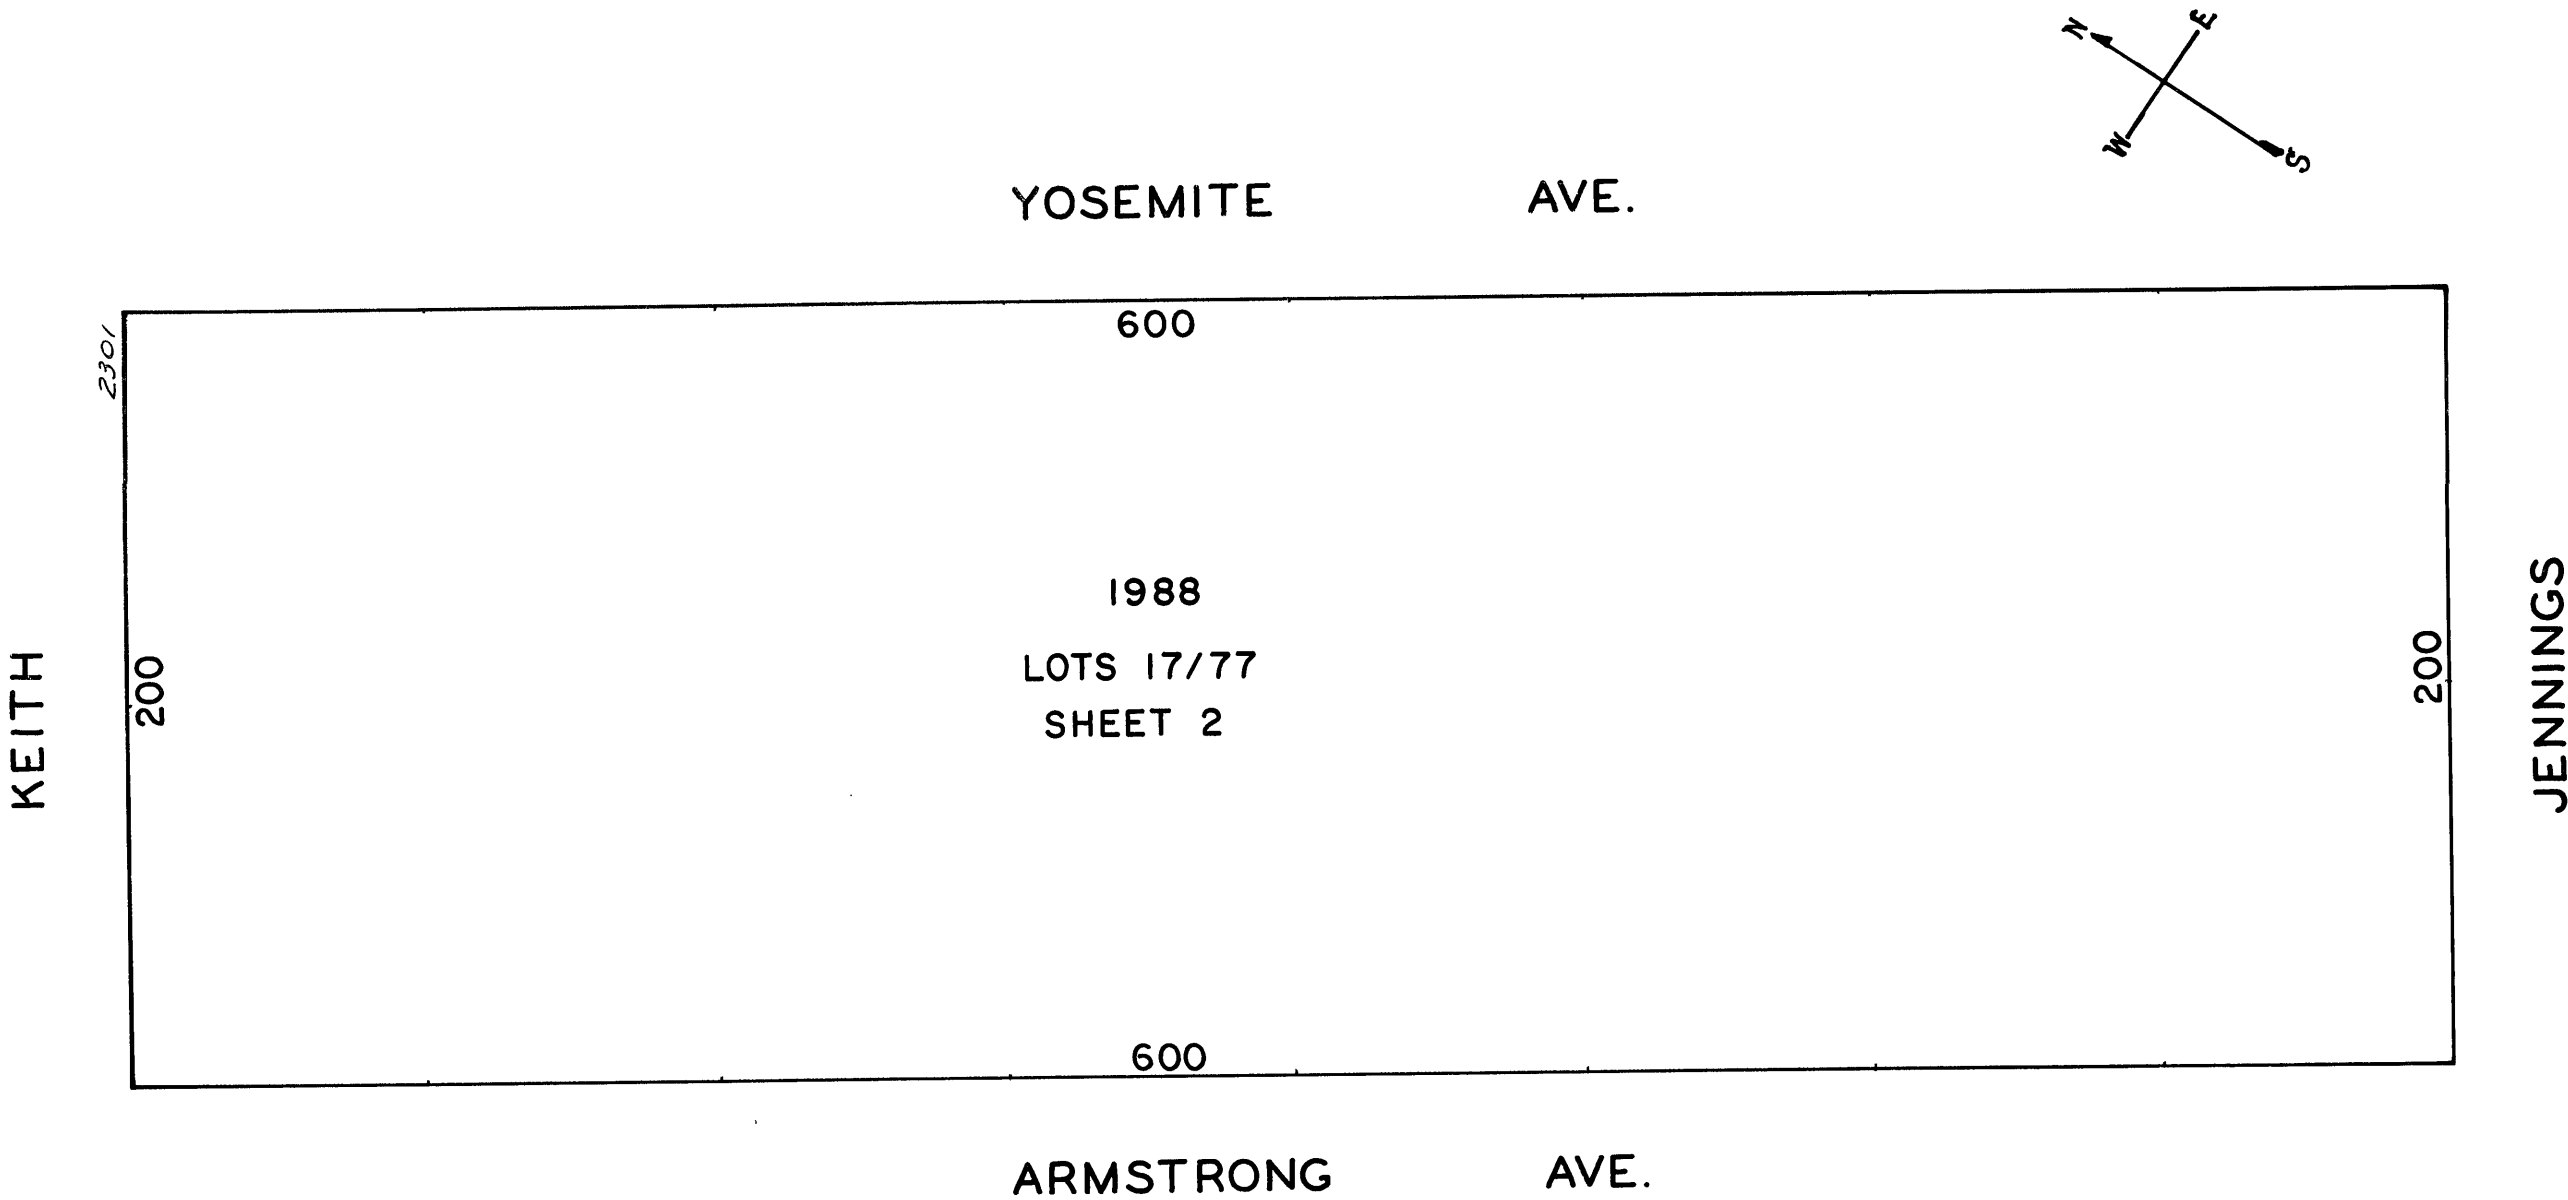 N
E
W
S
YOSEMITE AVE.
600
2301
KEITH
200
1988
LOTS 17/77
SHEET 2
200
JENNINGS
600
ARMSTRONG AVE.